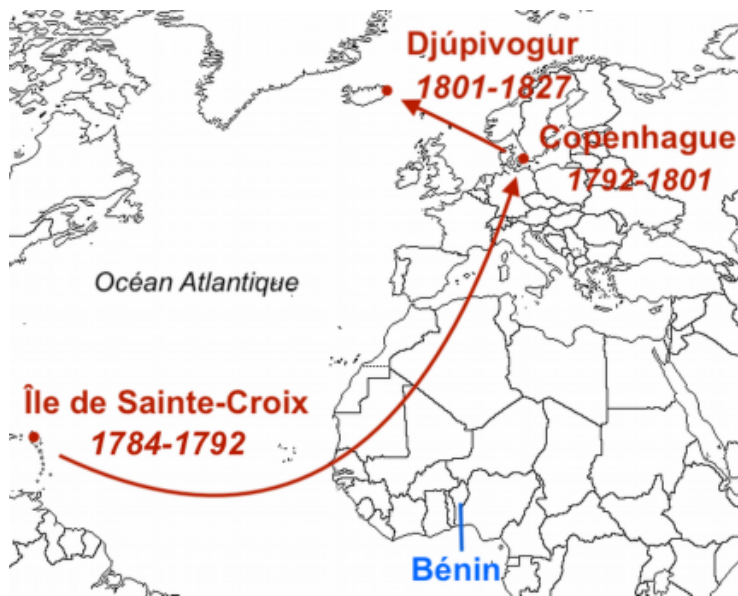 Djúpivogur
1801-1827
Copenhague
1792-1801
Océan Atlantique
Île de Sainte-Croix
1784-1792
Bénin